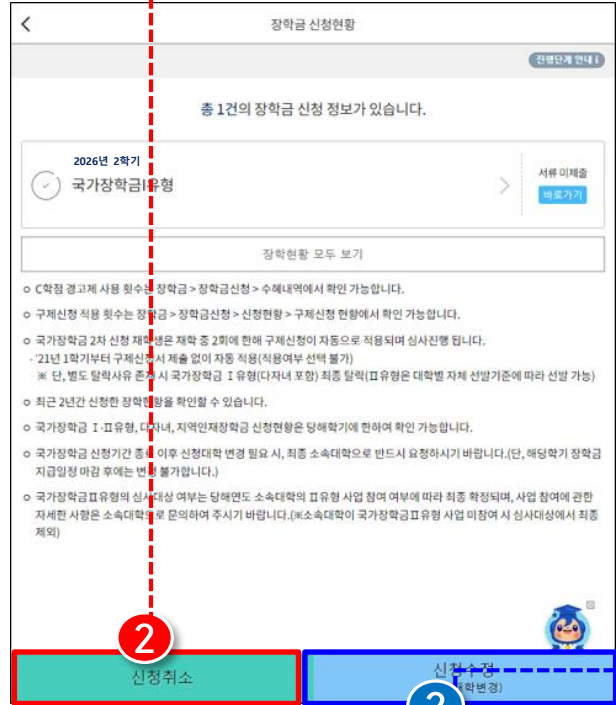 장학금 신청현황
진행단계 안내 i
총 1건의 장학금 신청 정보가 있습니다.
2026년 2학기
국가장학금I유형
서류 미제출
바로가기
장학현황 모두 보기
o C학점 경고제 사용 횟수는 장학금 > 장학금신청 > 수혜내역에서 확인 가능합니다.
o 구제신청 적용 횟수는 장학금 > 장학금신청 > 신청현황 > 구제신청 현황에서 확인 가능합니다.
o 국가장학금 2차 신청 재학생은 재학 중 2회에 한해 구제신청이 자동으로 적용되며 심사진행 됩니다.
- '21년 1학기부터 구제신청서 제출 없이 자동 적용(적용여부 선택 불가)
※ 단, 별도 탈락사유 존재 시 국가장학금 Ⅰ유형(다자녀 포함) 최종 탈락(Ⅱ유형은 대학별 자체 선발기준에 따라 선발 가능)
o 최근 2년간 신청한 장학현황을 확인할 수 있습니다.
o 국가장학금 Ⅰ·Ⅱ유형, 다자녀, 지역인재장학금 신청현황은 당해학기에 한하여 확인 가능합니다.
o 국가장학금 신청기간 종료 이후 신청대학 변경 필요 시, 최종 소속대학으로 반드시 요청하시기 바랍니다.(단, 해당학기 장학금
지급일정 마감 후에는 변경 불가합니다.)
o 국가장학금Ⅱ유형의 심사대상 여부는 당해연도 소속대학의 Ⅱ유형 사업 참여 여부에 따라 최종 확정되며, 사업 참여에 관한
자세한 사항은 소속대학으로 문의하여 주시기 바랍니다.(※소속대학이 국가장학금Ⅱ유형 사업 미참여 시 심사대상에서 최종
제외)
2
신청취소
신청수정
학변경)